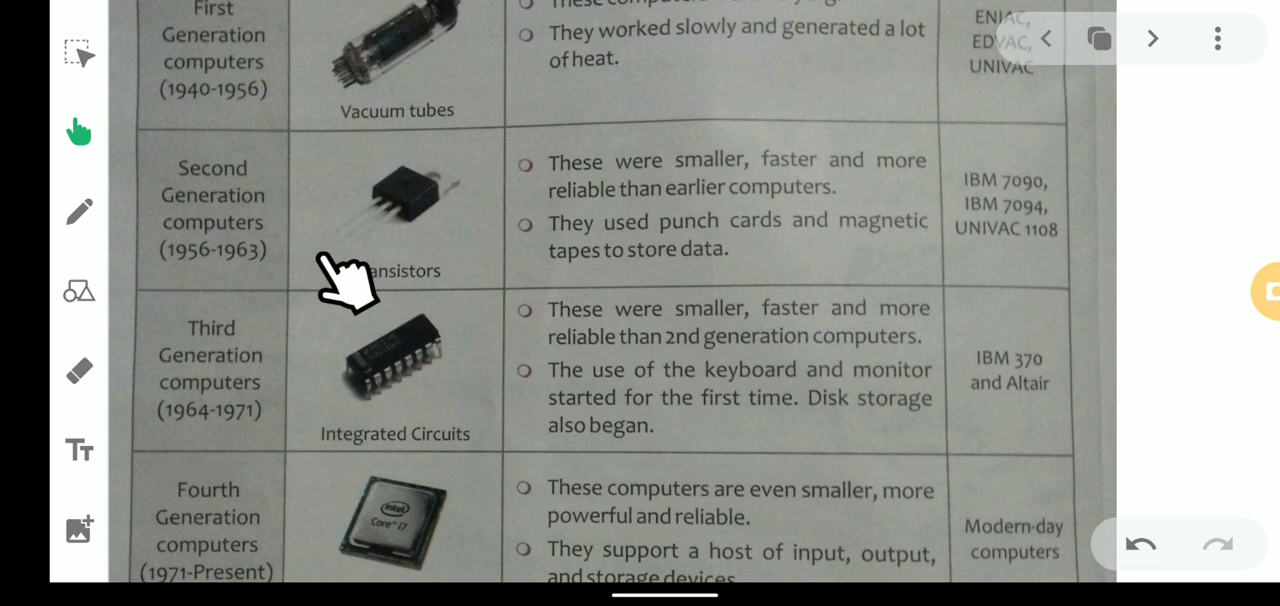 First
Generation
computers
(1940-1956)
Vacuum tubes
They worked slowly and generated a lot
of heat.
ENIAC,
EDVAC,
UNIVAC
Second
Generation
computers
(1956-1963)
ansistors
These were smaller, faster and more
reliable than earlier computers.
They used punch cards and magnetic
tapes to store data.
IBM 7090,
IBM 7094,
UNIVAC 1108
Third
Generation
computers
(1964-1971)
Integrated Circuits
These were smaller, faster and more
reliable than 2nd generation computers.
The use of the keyboard and monitor
started for the first time. Disk storage
also began.
IBM 370
and Altair
Fourth
Generation
computers
(1971-Present)
intel
Core i7
These computers are even smaller, more
powerful and reliable.
They support a host of input, output,
and storage devices
Modern-day
computers
TT